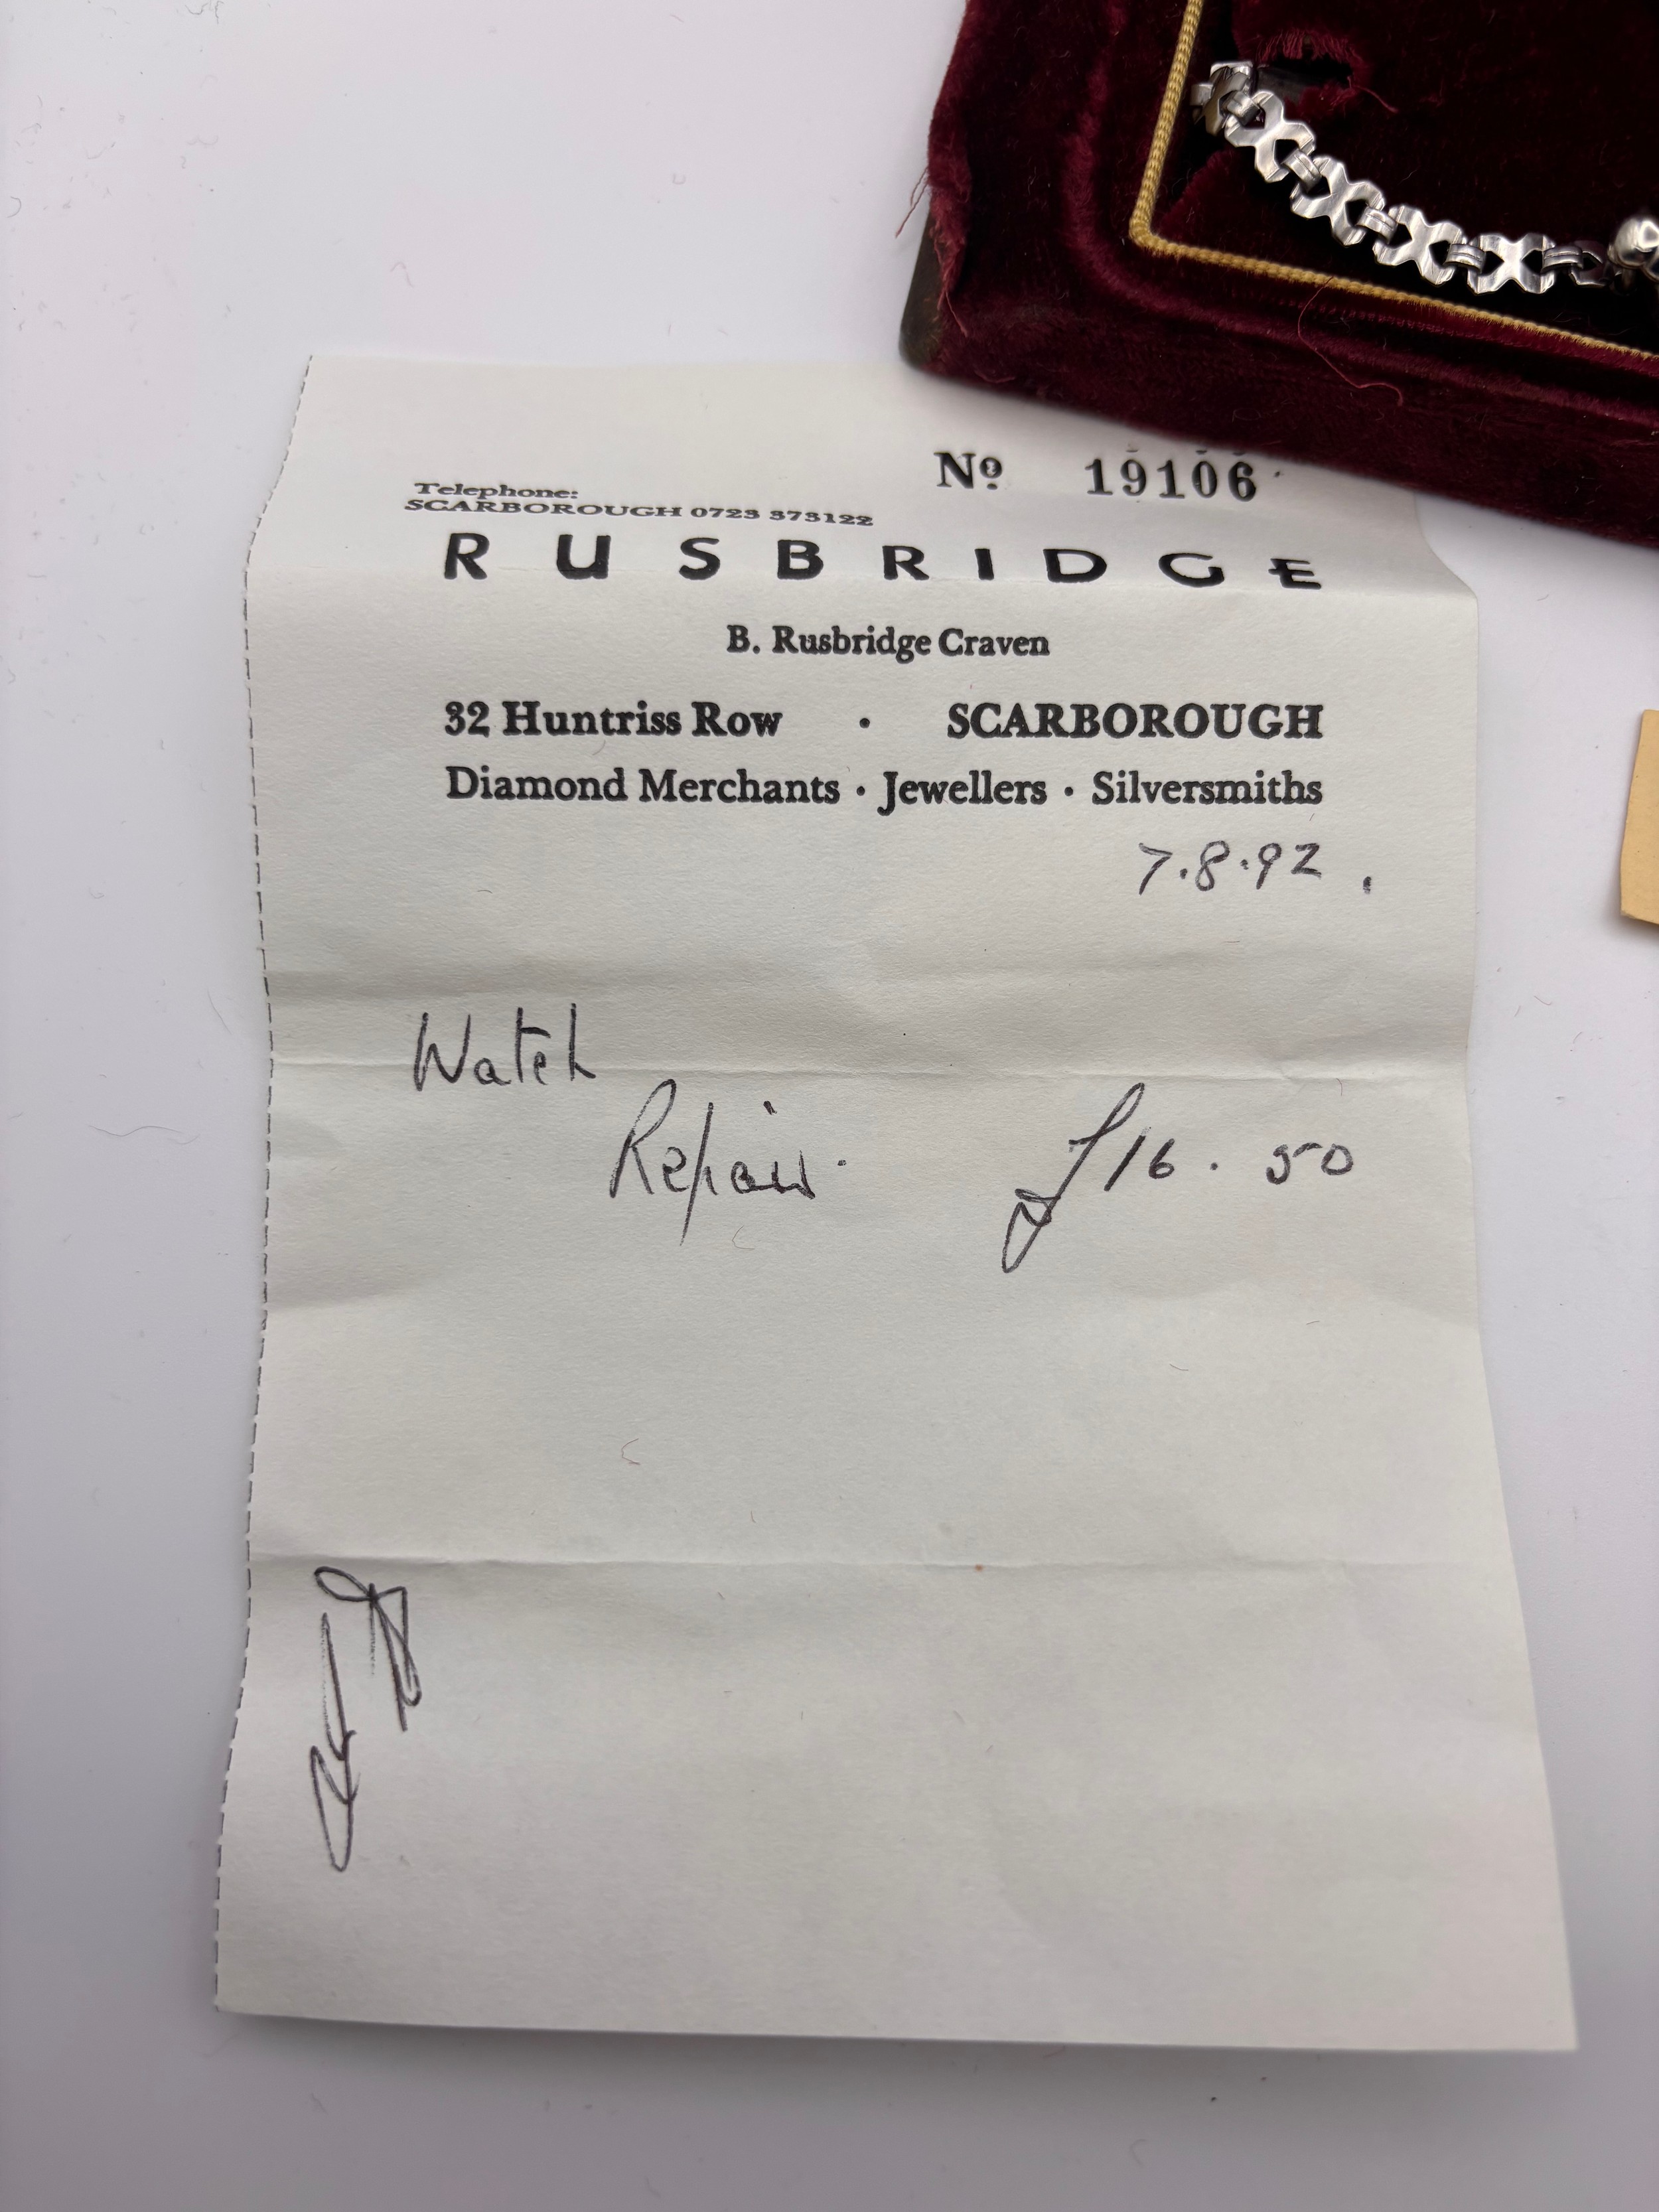 Nº 19106
Telephone:
SCARBOROUGH 0723 373122
RUSBRIDGE
B. Rusbridge Craven
32 Huntriss Row · SCARBOROUGH
Diamond Merchants · Jewellers · Silversmiths
7.8.92.
Watch
Repair. £16.50